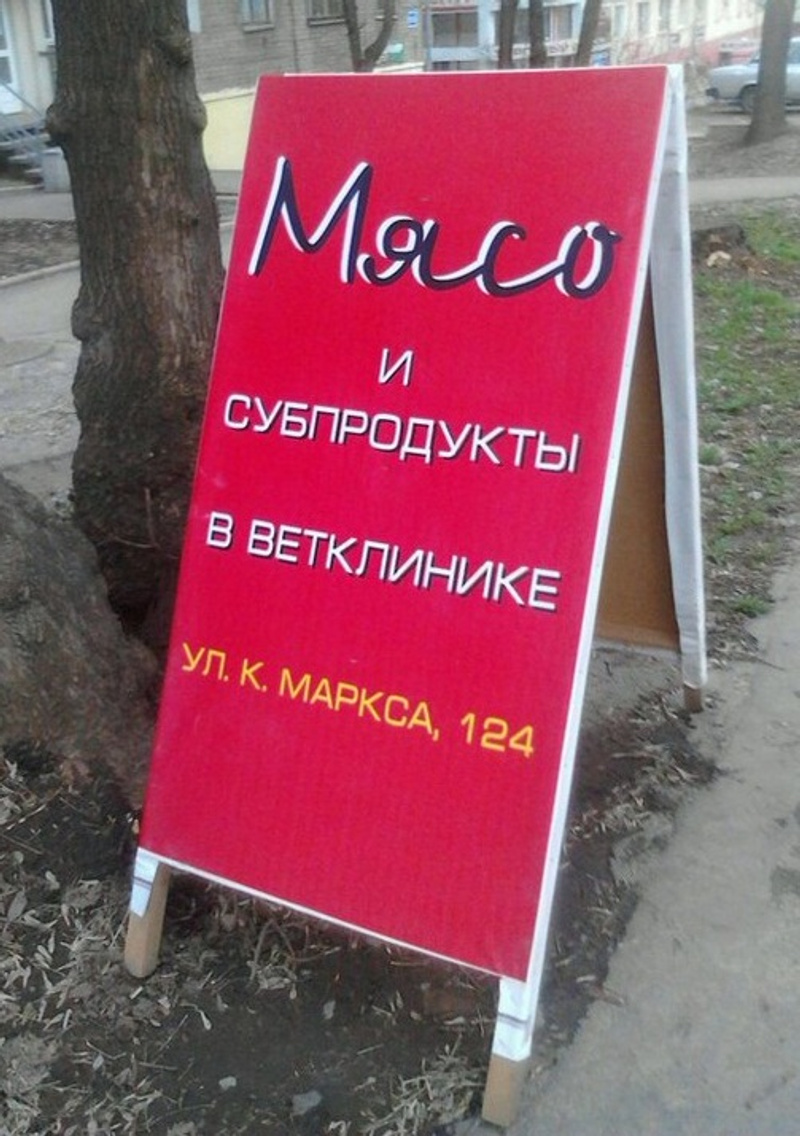 Мясо
и
субпродукты
в ветклинике
ул. К. Маркса, 124